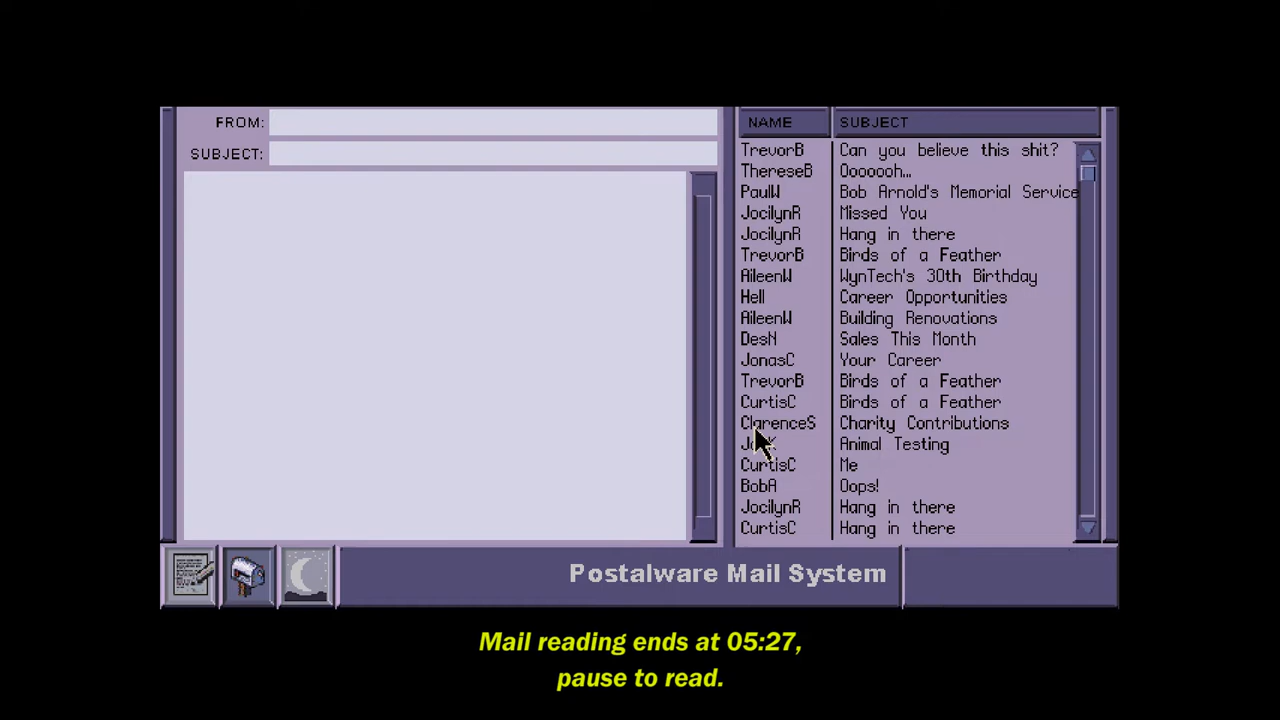 FROM:
SUBJECT:
NAME SUBJECT
TrevorB Can you believe this shit?
ThereseB Ooooooh...
PaulW Bob Arnold's Memorial Service
JocilynR Missed You
JocilynR Hang in there
TrevorB Birds of a Feather
AileenW WynTech's 30th Birthday
Hell Career Opportunities
AileenW Building Renovations
DesN Sales This Month
JonasC Your Career
TrevorB Birds of a Feather
CurtisC Birds of a Feather
ClarenceS Charity Contributions
Animal Testing
CurtisC Me
BobA Oops!
JocilynR Hang in there
CurtisC Hang in there
Postalware Mail System
Mail reading ends at 05:27,
pause to read.